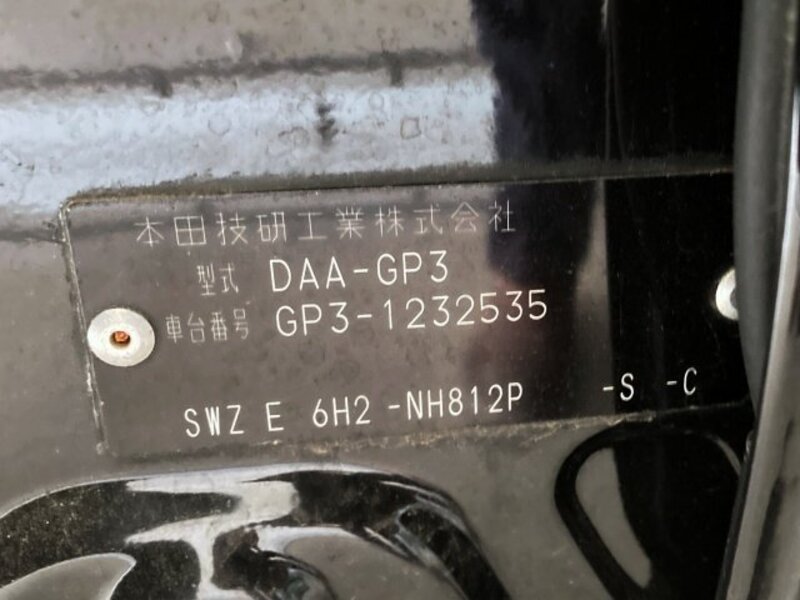 本田技研工業株式会社
型式 DAA-GP3
車台番号 GP3-1232535
SWZ E 6H2 -NH812P -S -C